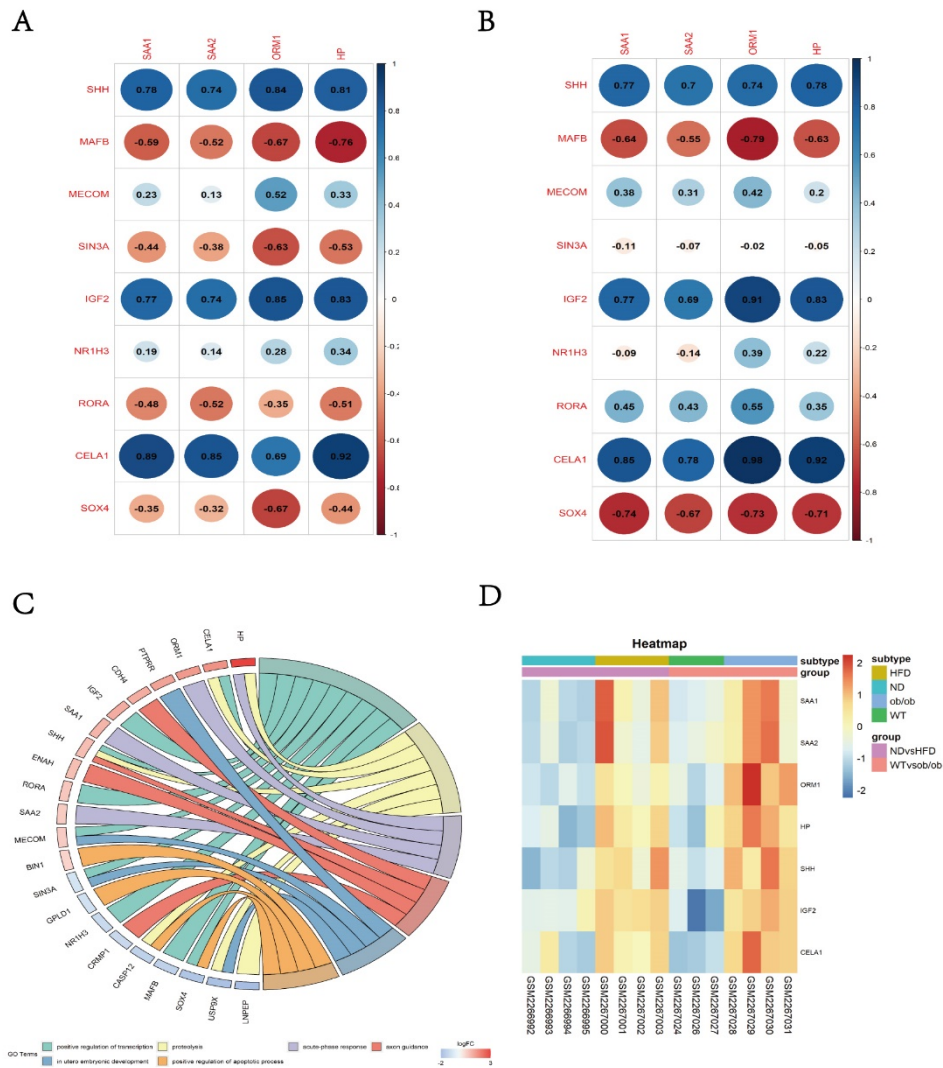 A
SAA1 SAA2 ORM1 HP
SHH 0.78 0.74 0.84 0.81
MAFB -0.59 -0.52 -0.67 -0.76
MECOM 0.23 0.13 0.52 0.33
SIN3A -0.44 -0.38 -0.63 -0.53
IGF2 0.77 0.74 0.85 0.83
NR1H3 0.19 0.14 0.28 0.34
RORA -0.48 -0.52 -0.35 -0.51
CELA1 0.89 0.85 0.69 0.92
SOX4 -0.35 -0.32 -0.67 -0.44
1
0.8
0.6
0.4
0.2
0
-0.2
-0.4
-0.6
-0.8
-1
B
SAA1 SAA2 ORM1 HP
SHH 0.77 0.7 0.74 0.78
MAFB -0.64 -0.55 -0.79 -0.63
MECOM 0.38 0.31 0.42 0.2
SIN3A -0.11 -0.07 -0.02 -0.05
IGF2 0.77 0.69 0.91 0.83
NR1H3 -0.09 -0.14 0.39 0.22
RORA 0.45 0.43 0.55 0.35
CELA1 0.85 0.78 0.98 0.92
SOX4 -0.74 -0.67 -0.73 -0.71
1
0.8
0.6
0.4
0.2
0
-0.2
-0.4
-0.6
-0.8
-1
C
HP
CELA1
ORM1
PTPRR
CDH4
IGF2
SAA1
SHH
ENAH
RORA
SAA2
MECOM
BIN1
SIN3A
GPLD1
NR1H3
CRMP1
CASP12
MAFB
SOX4
USP9X
LNPEP
GO Terms
positive regulation of transcription
proteolysis
acute-phase response
axon guidance
in utero embryonic development
positive regulation of apoptotic process
logFC
-2 3
D
Heatmap
subtype
group
SAA1
SAA2
ORM1
HP
SHH
IGF2
CELA1
GSM2266992
GSM2266993
GSM2266994
GSM2266995
GSM2267000
GSM2267001
GSM2267002
GSM2267003
GSM2267024
GSM2267026
GSM2267027
GSM2267028
GSM2267029
GSM2267030
GSM2267031
2
1
0
-1
-2
subtype
HFD
ND
ob/ob
WT
group
NDvsHFD
WTvsob/ob